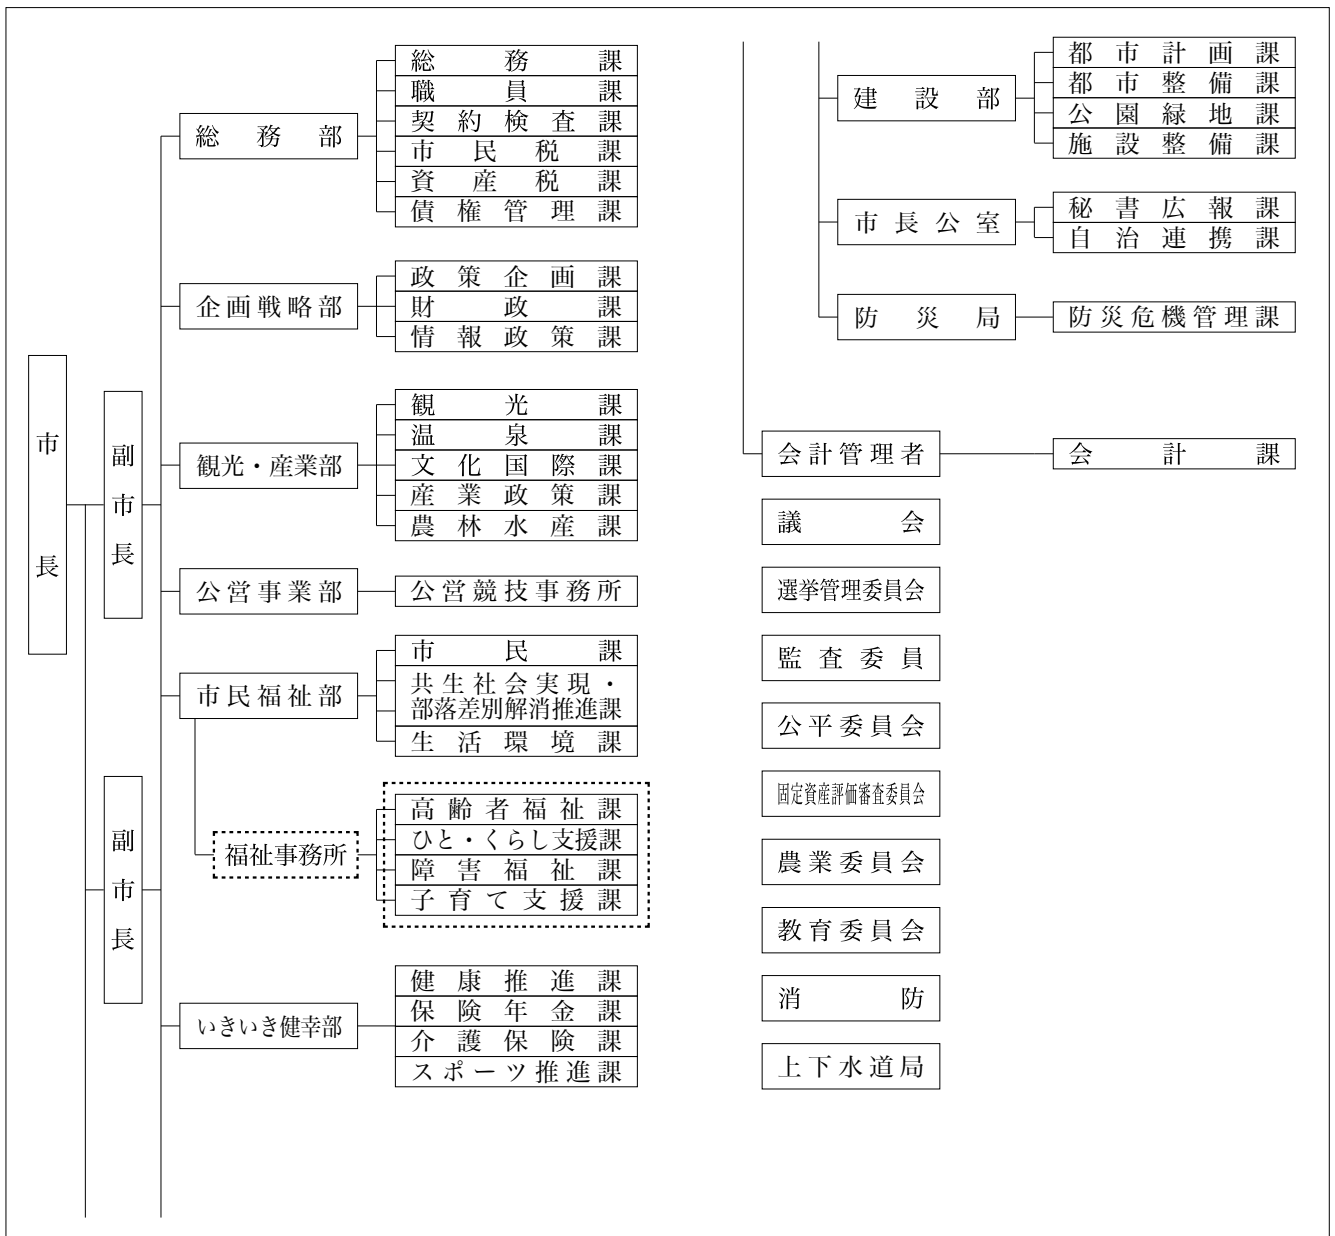 市長
副市長
副市長
総務部
総務課
職員課
契約検査課
市民税課
資産税課
債権管理課
企画戦略部
政策企画課
財政課
情報政策課
観光・産業部
観光課
温泉課
文化国際課
産業政策課
農林水産課
公営事業部
公営競技事務所
市民福祉部
市民課
共生社会実現・
部落差別解消推進課
生活環境課
福祉事務所
高齢者福祉課
ひと・くらし支援課
障害福祉課
子育て支援課
いきいき健幸部
健康推進課
保険年金課
介護保険課
スポーツ推進課
建設部
都市計画課
都市整備課
公園緑地課
施設整備課
市長公室
秘書広報課
自治連携課
防災局
防災危機管理課
会計管理者
会計課
議会
選挙管理委員会
監査委員
公平委員会
固定資産評価審査委員会
農業委員会
教育委員会
消防
上下水道局